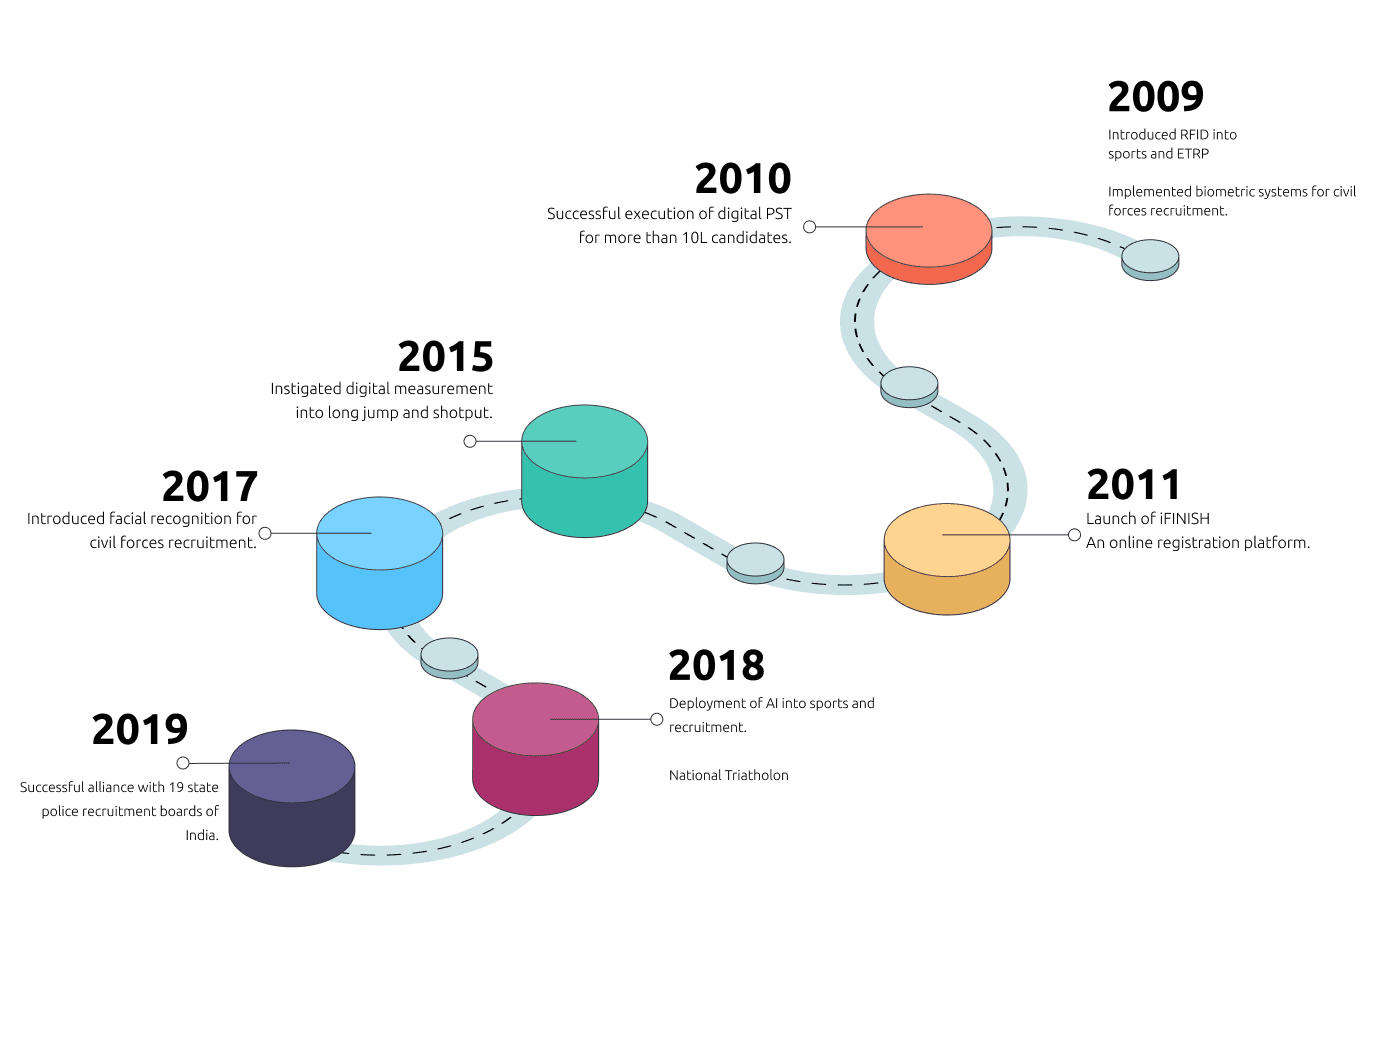 2009
Introduced RFID into
sports and ETRP
Implemented biometric systems for civil
forces recruitment.
2010
Successful execution of digital PST
for more than 10L candidates.
2011
Launch of iFINISH
An online registration platform.
2015
Instigated digital measurement
into long jump and shotput.
2017
Introduced facial recognition for
civil forces recruitment.
2018
Deployment of AI into sports and
recruitment.
National Triatholon
2019
Successful alliance with 19 state
police recruitment boards of
India.